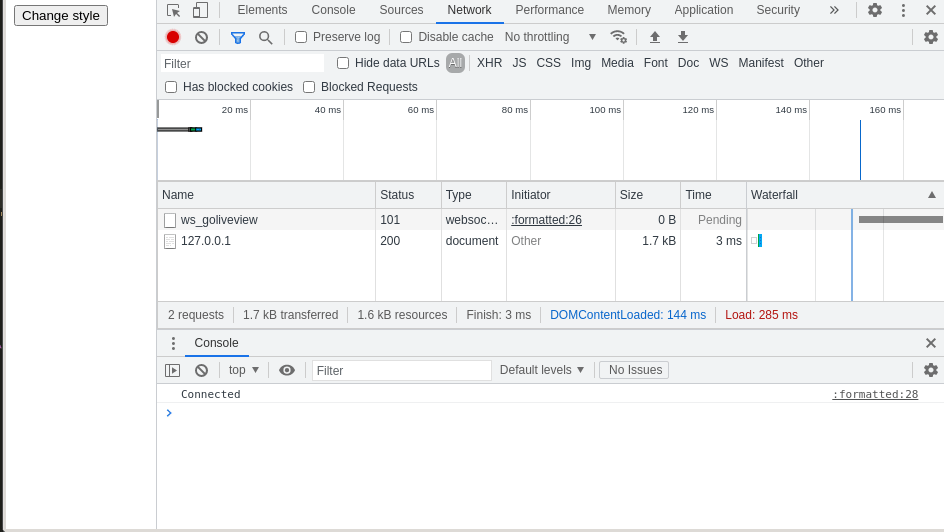 Change style
Elements Console Sources Network Performance Memory Application Security »
Preserve log Disable cache No throttling
Filter Hide data URLs All XHR JS CSS Img Media Font Doc WS Manifest Other
Has blocked cookies Blocked Requests
20 ms 40 ms 60 ms 80 ms 100 ms 120 ms 140 ms 160 ms
Name Status Type Initiator Size Time Waterfall
ws_goliveview 101 websoc… :formatted:26 0 B Pending
127.0.0.1 200 document Other 1.7 kB 3 ms
2 requests 1.7 kB transferred 1.6 kB resources Finish: 3 ms DOMContentLoaded: 144 ms Load: 285 ms
Console
top Filter Default levels No Issues
Connected :formatted:28